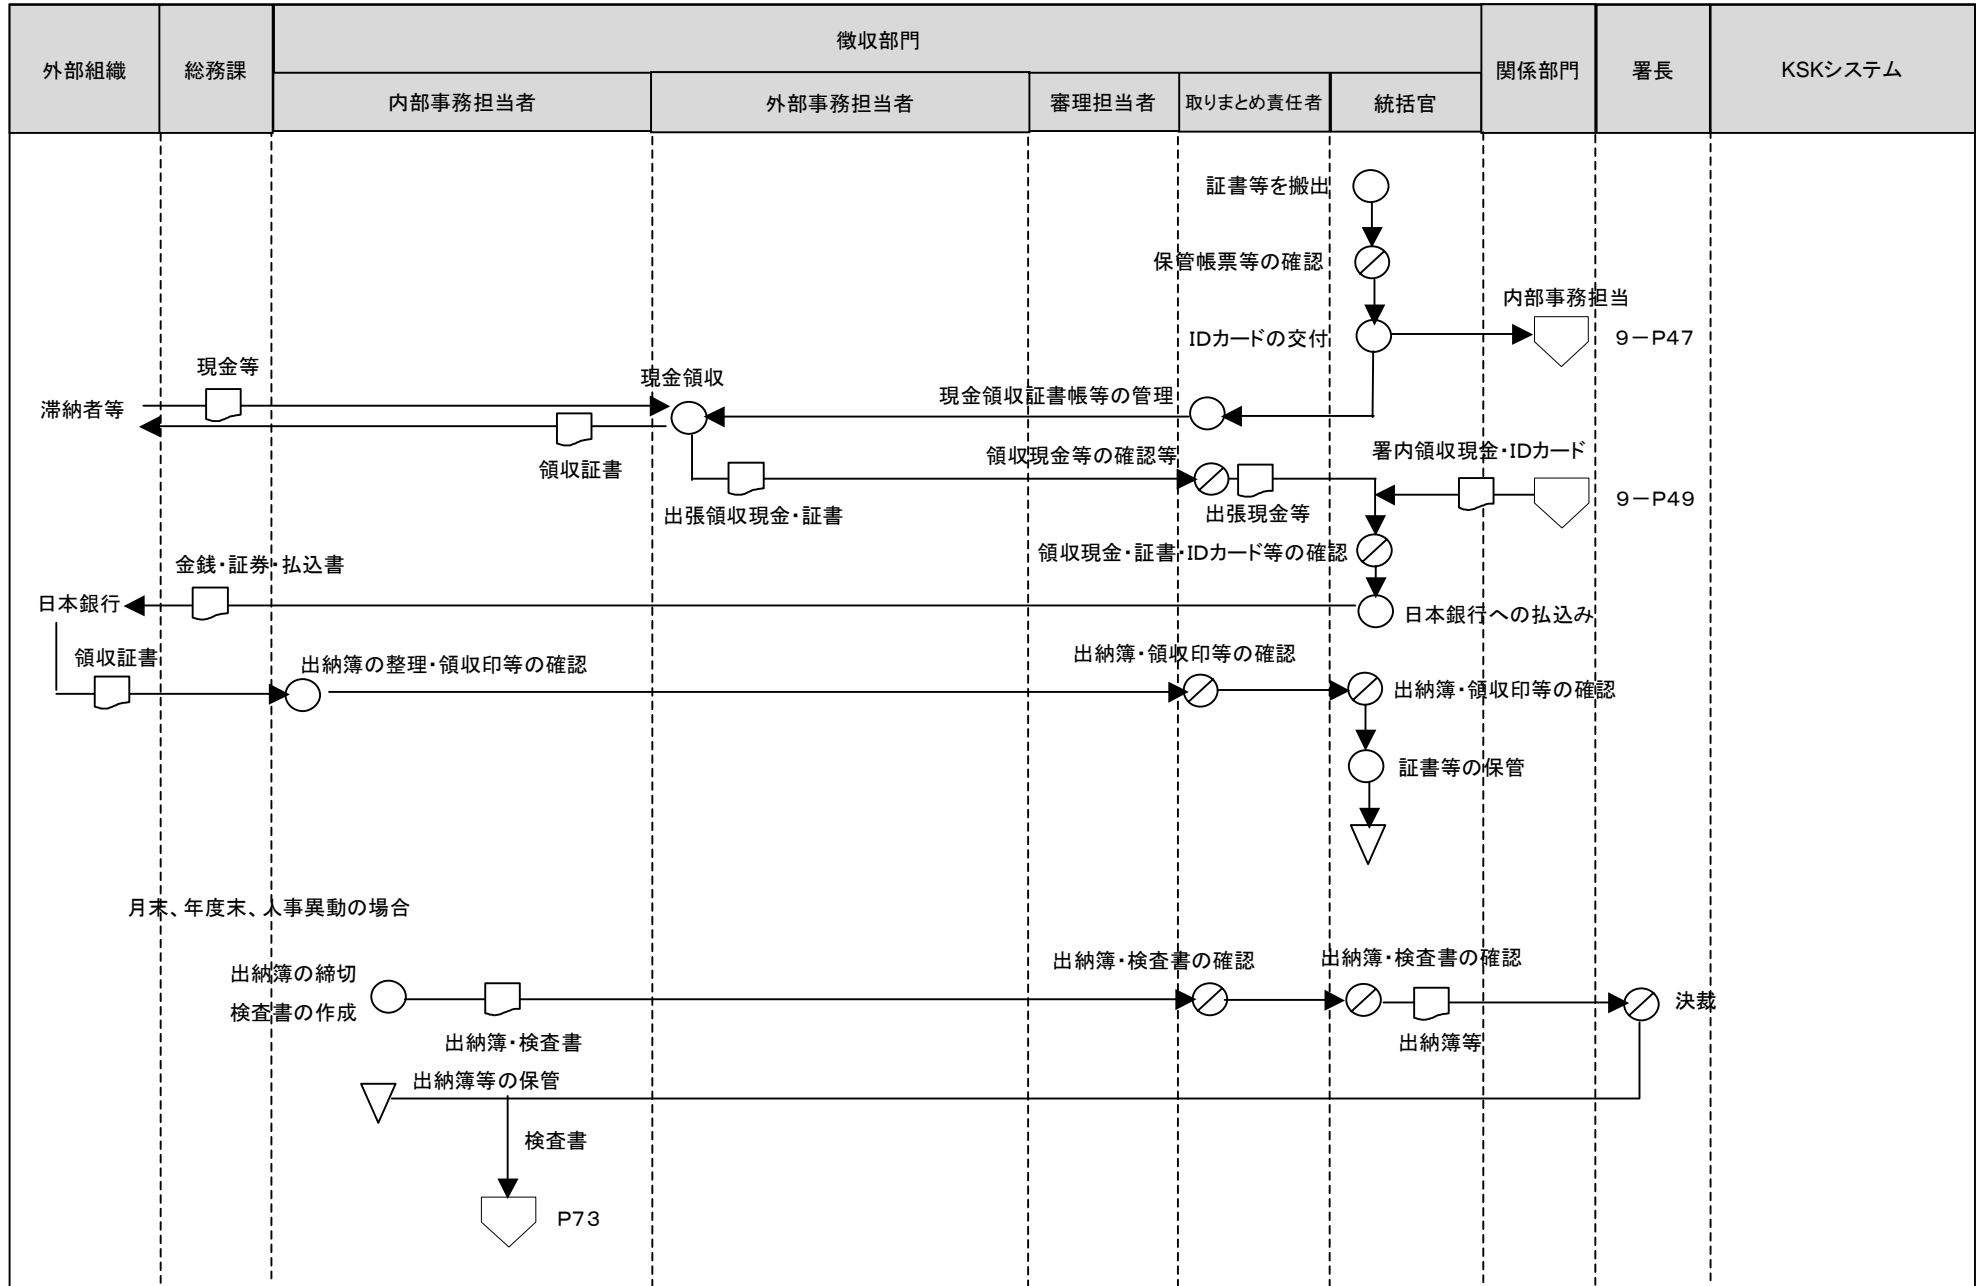 外部組織
総務課
徴収部門
関係部門
署長
KSKシステム
内部事務担当者
外部事務担当者
審理担当者
取りまとめ責任者
統括官
証書等を搬出
保管帳票等の確認
内部事務担当
IDカードの交付
9－P47
現金等
現金領収
滞納者等
現金領収証書帳等の管理
領収証書
領収現金等の確認等
署内領収現金・IDカード
出張領収現金・証書
出張現金等
9－P49
領収現金・証書・IDカード等の確認
金銭・証券・払込書
日本銀行
日本銀行への払込み
領収証書
出納簿の整理・領収印等の確認
出納簿・領収印等の確認
出納簿・領収印等の確認
証書等の保管
月末、年度末、人事異動の場合
出納簿の締切
検査書の作成
出納簿・検査書の確認
出納簿・検査書の確認
決裁
出納簿・検査書
出納簿等
出納簿等の保管
検査書
P73